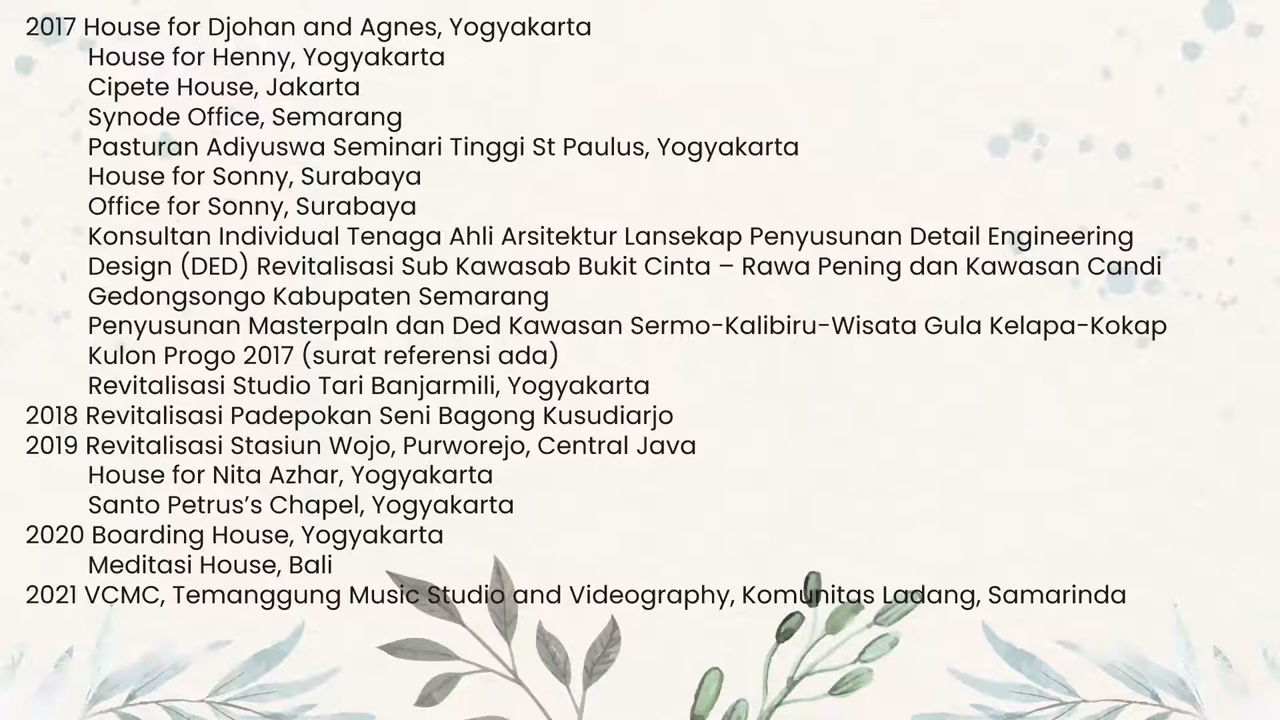 2017 House for Djohan and Agnes, Yogyakarta
House for Henny, Yogyakarta
Cipete House, Jakarta
Synode Office, Semarang
Pasturan Adiyuswa Seminari Tinggi St Paulus, Yogyakarta
House for Sonny, Surabaya
Office for Sonny, Surabaya
Konsultan Individual Tenaga Ahli Arsitektur Lansekap Penyusunan Detail Engineering
Design (DED) Revitalisasi Sub Kawasab Bukit Cinta – Rawa Pening dan Kawasan Candi
Gedongsongo Kabupaten Semarang
Penyusunan Masterpaln dan Ded Kawasan Sermo-Kalibiru-Wisata Gula Kelapa-Kokap
Kulon Progo 2017 (surat referensi ada)
Revitalisasi Studio Tari Banjarmili, Yogyakarta
2018 Revitalisasi Padepokan Seni Bagong Kusudiarjo
2019 Revitalisasi Stasiun Wojo, Purworejo, Central Java
House for Nita Azhar, Yogyakarta
Santo Petrus’s Chapel, Yogyakarta
2020 Boarding House, Yogyakarta
Meditasi House, Bali
2021 VCMC, Temanggung Music Studio and Videography, Komunitas Ladang, Samarinda